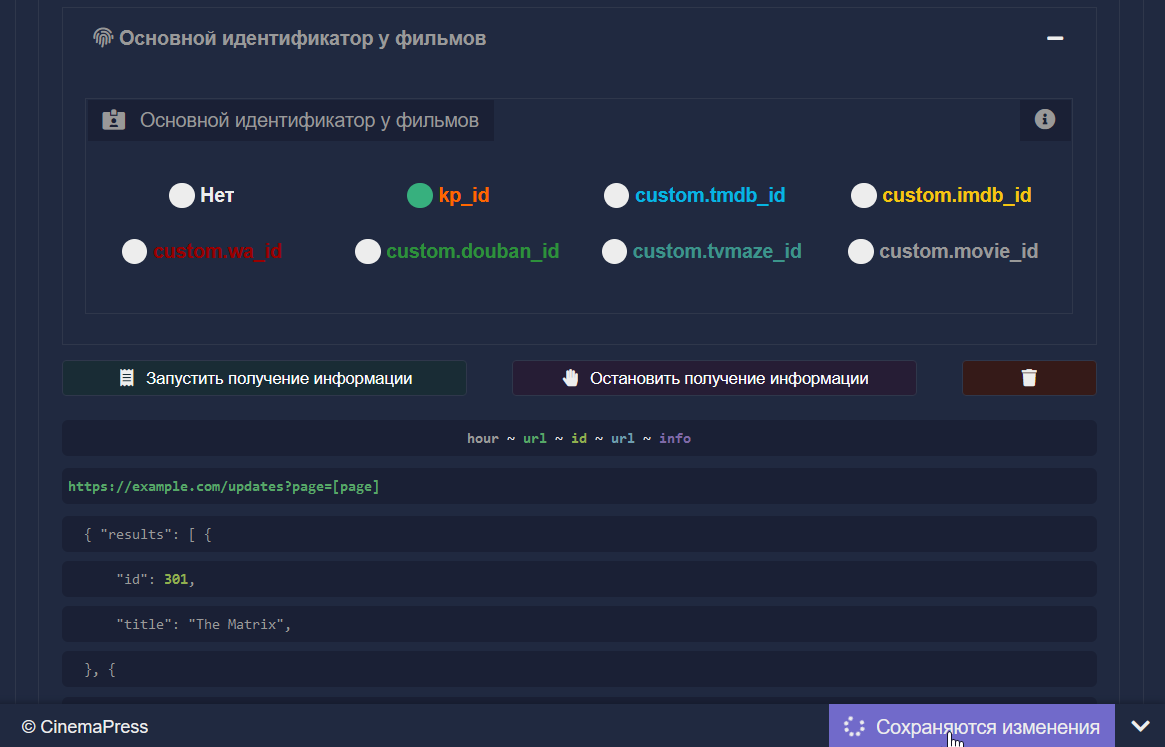 Основной идентификатор у фильмов
Основной идентификатор у фильмов
Нет kp_id custom.tmdb_id custom.imdb_id
custom.wa_id custom.douban_id custom.tvmaze_id custom.movie_id
Запустить получение информации Остановить получение информации
hour ~ url ~ id ~ url ~ info
https://example.com/updates?page=[page]
{ "results": [ {
"id": 301,
"title": "The Matrix",
}, {
© CinemaPress Сохраняются изменения